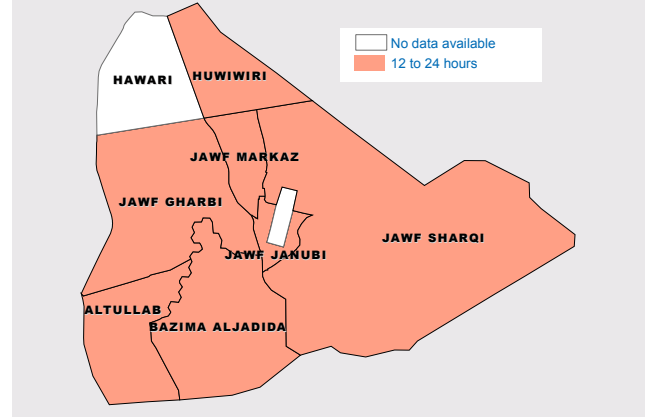 No data available
12 to 24 hours
HAWARI
HUWIWIRI
JAWF MARKAZ
JAWF GHARBI
JAWF SHARQI
JAWF JANUBI
ALTULLAB
BAZIMA ALJADIDA